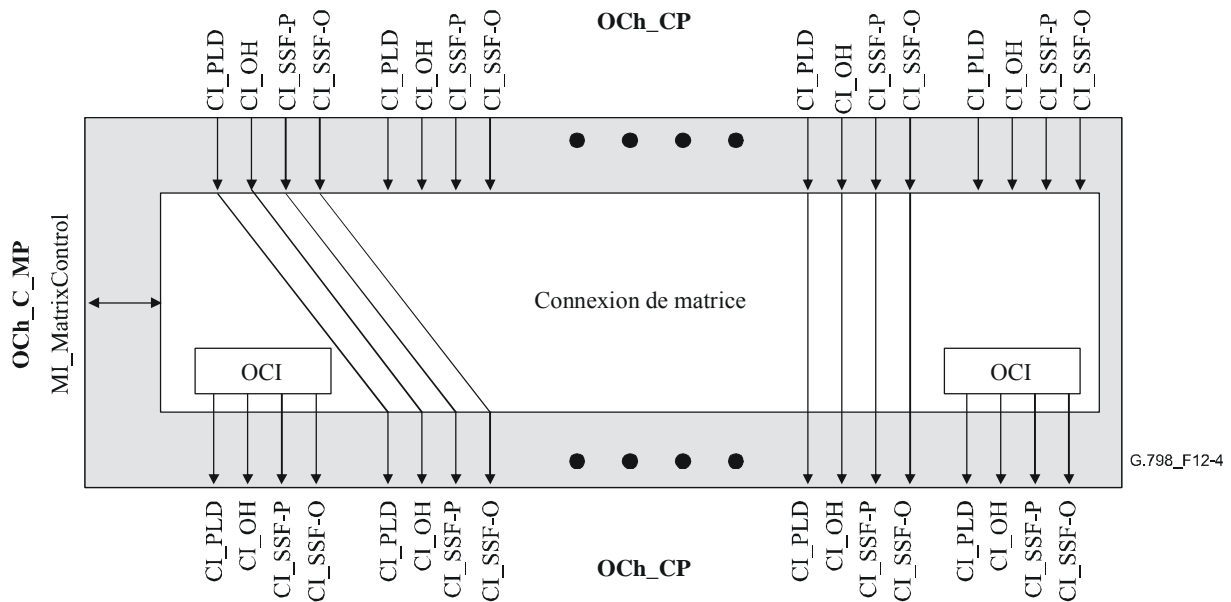 OCh_CP
CI_PLD
CI_OH
CI_SSF-P
CI_SSF-O
CI_PLD
CI_OH
CI_SSF-P
CI_SSF-O
CI_PLD
CI_OH
CI_SSF-P
CI_SSF-O
CI_PLD
CI_OH
CI_SSF-P
CI_SSF-O
OCh_C_MP
MI_MatrixControl
Connexion de matrice
OCI
OCI
G.798_F12-4
CI_PLD
CI_OH
CI_SSF-P
CI_SSF-O
CI_PLD
CI_OH
CI_SSF-P
CI_SSF-O
CI_PLD
CI_OH
CI_SSF-P
CI_SSF-O
CI_PLD
CI_OH
CI_SSF-P
CI_SSF-O
OCh_CP